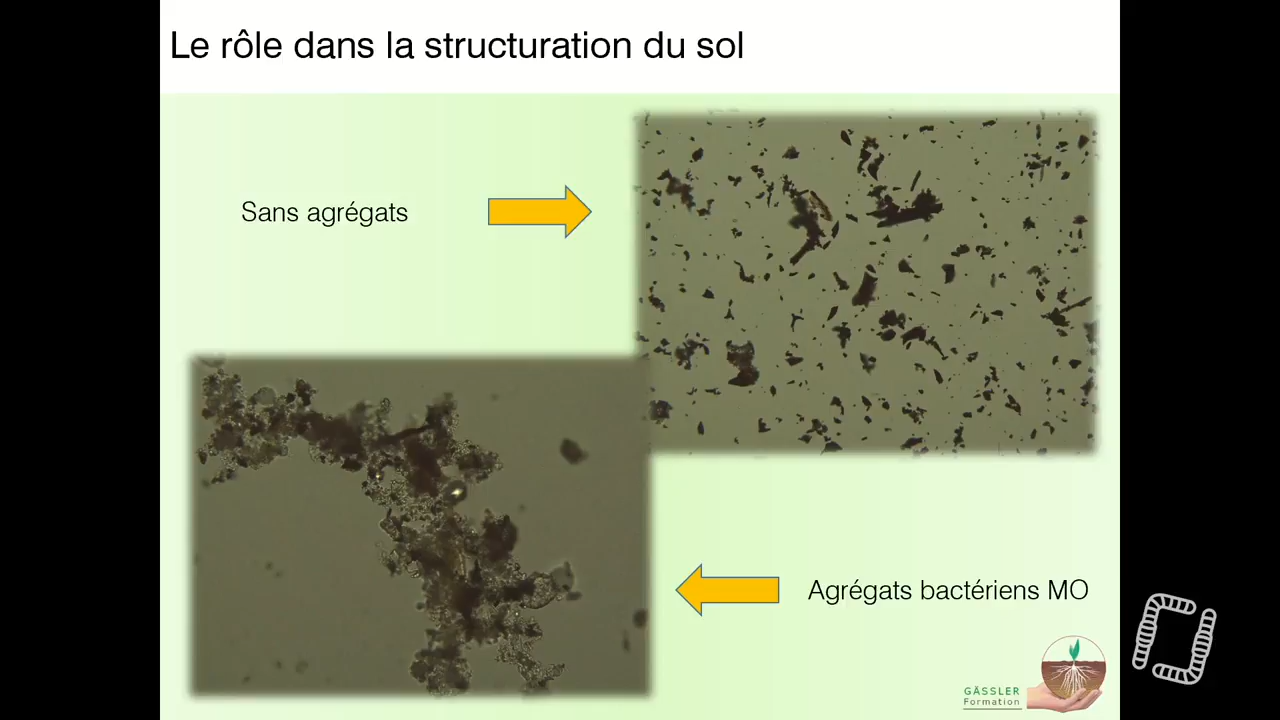 Le rôle dans la structuration du sol
Sans agrégats
Agrégats bactériens MO
GÄSSLER
Formation